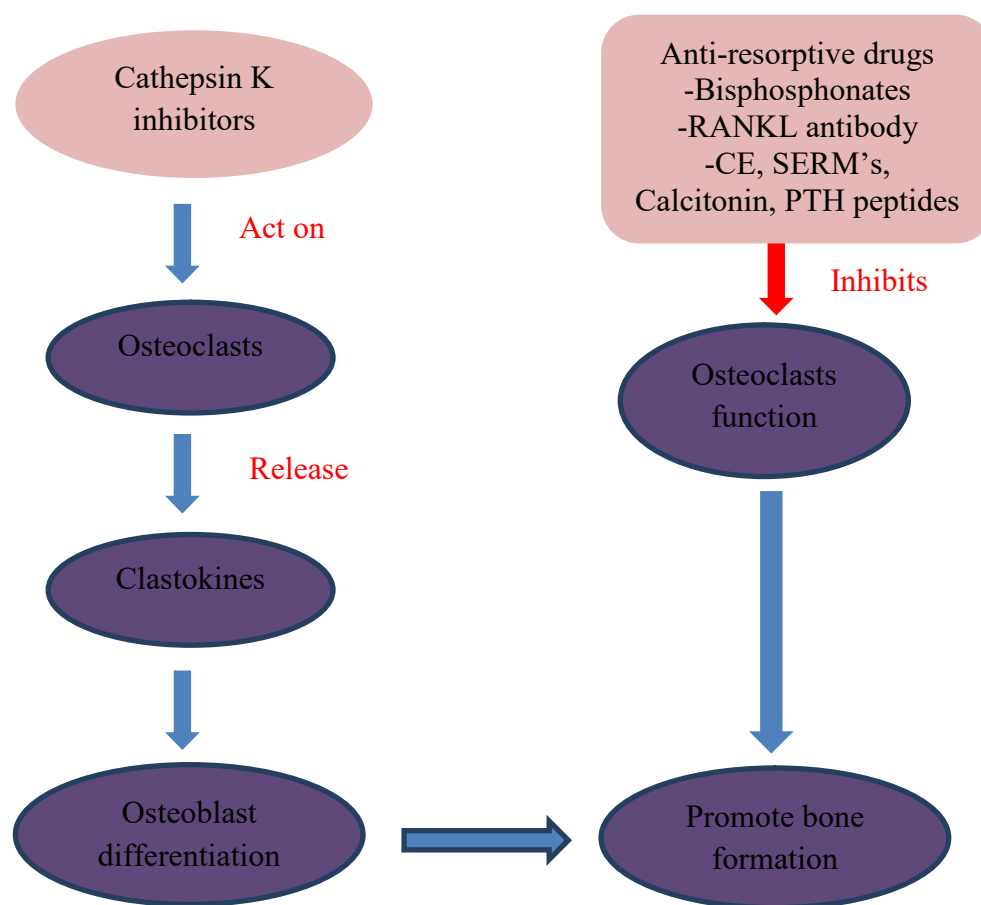 Cathepsin K
inhibitors
Act on
Osteoclasts
Release
Clastokines
Osteoblast
differentiation
Anti-resorptive drugs
-Bisphosphonates
-RANKL antibody
-CE, SERM’s,
Calcitonin, PTH peptides
Inhibits
Osteoclasts
function
Promote bone
formation